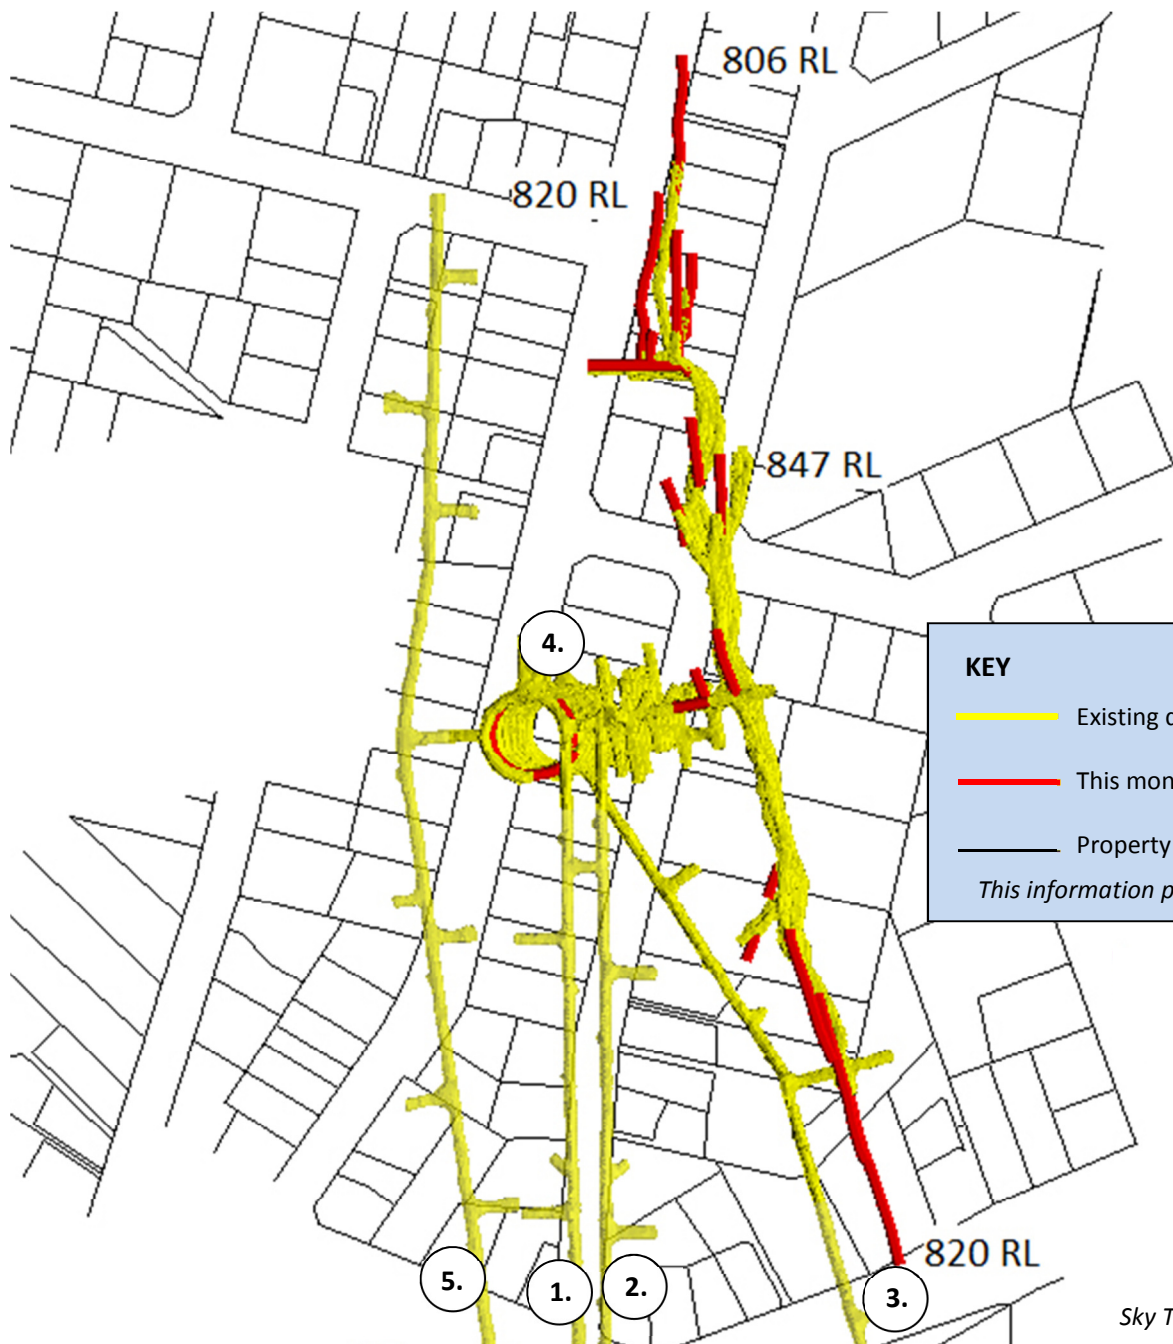 806 RL
820 RL
847 RL
4.
KEY
Existing
This mon
Property
This information p
820 RL
5.
1.
2.
3.
Sky T